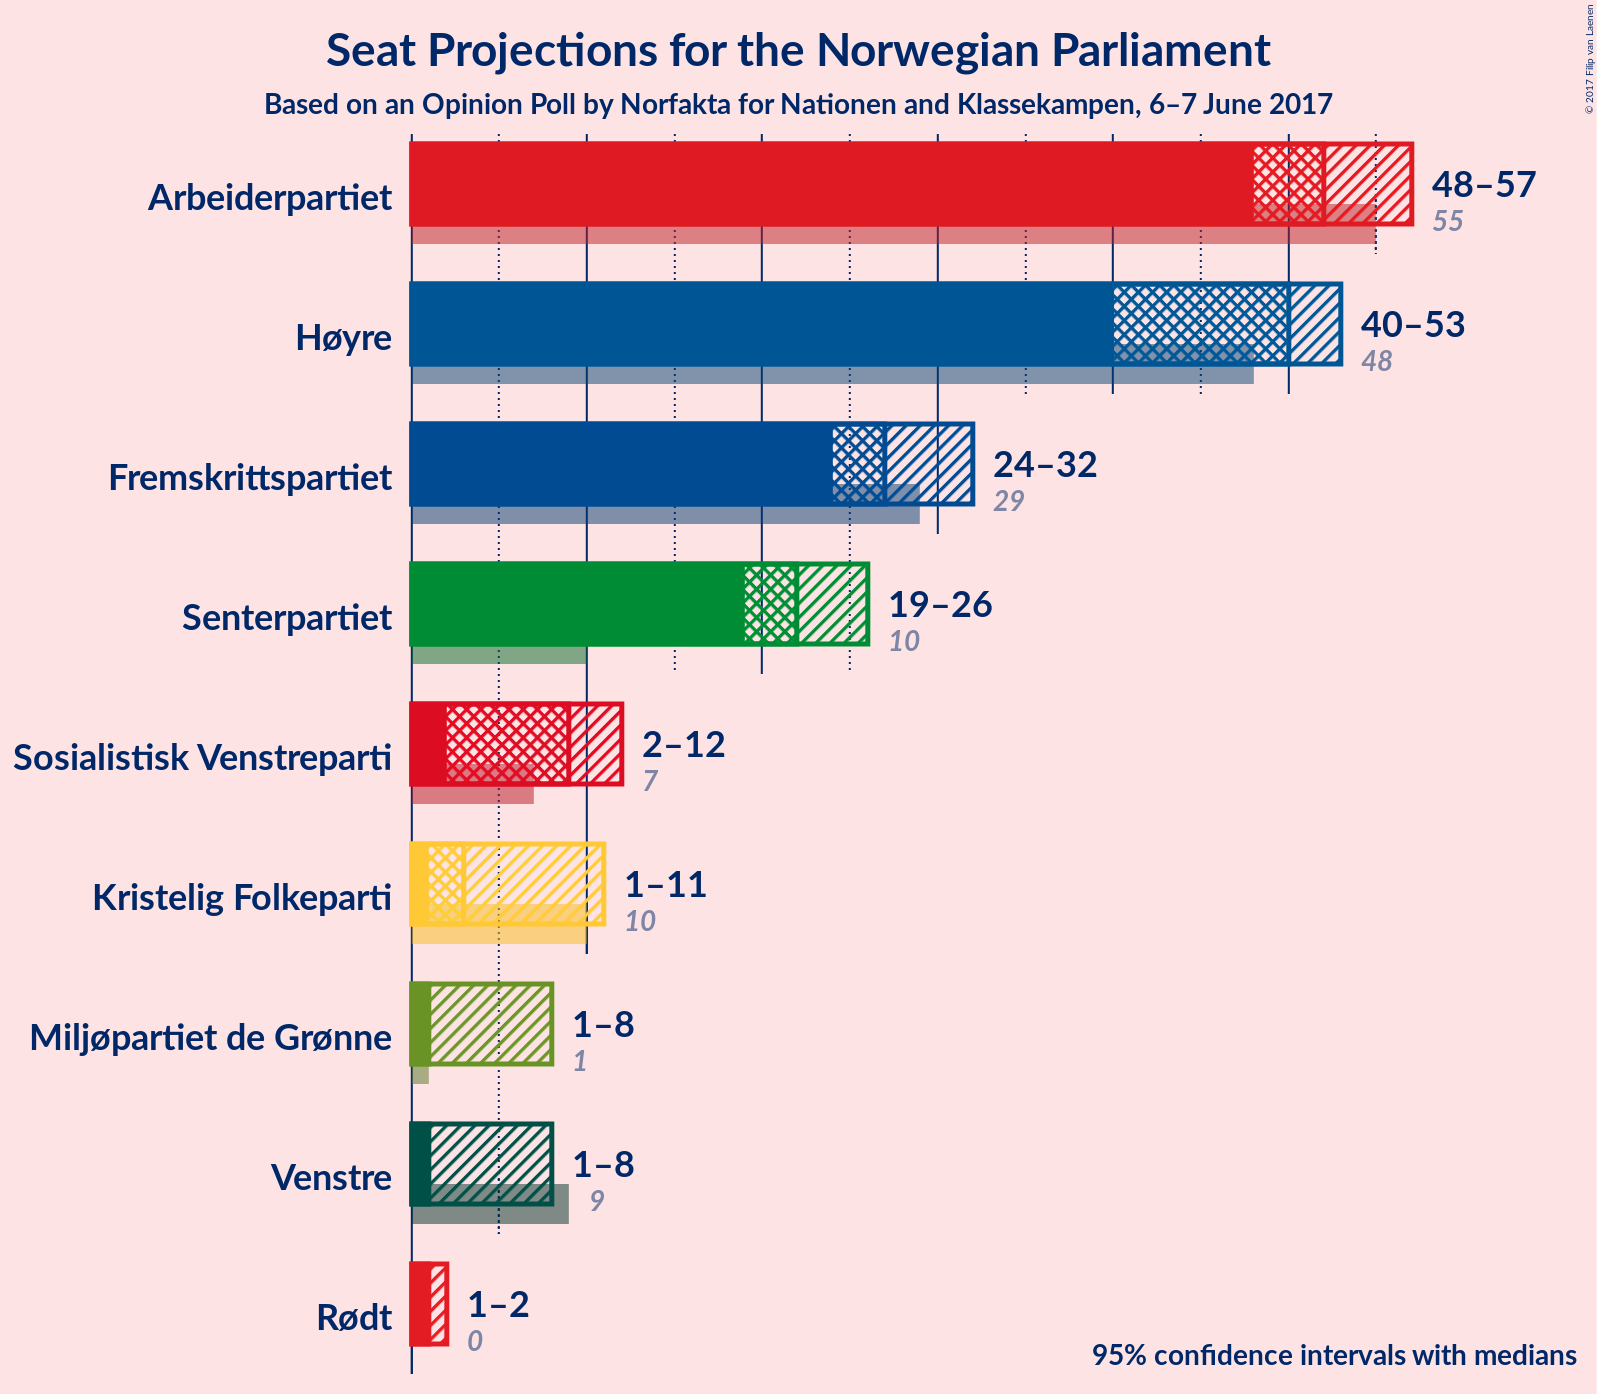 Seat Projections for the Norwegian Parliament
Based on an Opinion Poll by Norfakta for Nationen and Klassekampen, 6–7 June 2017
© 2017 Filip van Laenen
Arbeiderpartiet
48–57
55
Høyre
40–53
48
Fremskrittspartiet
24–32
29
Senterpartiet
19–26
10
Sosialistisk Venstreparti
2–12
7
Kristelig Folkeparti
1–11
10
Miljøpartiet de Grønne
1–8
1
Venstre
1–8
9
Rødt
1–2
0
95% confidence intervals with medians